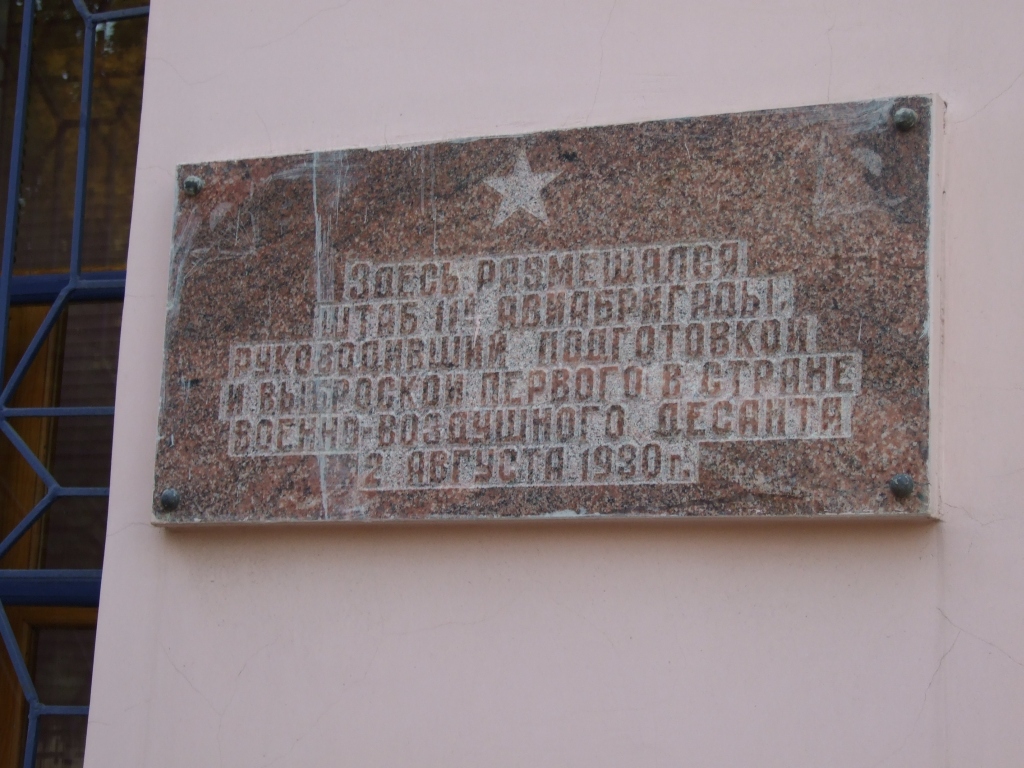 ЗДЕСЬ РАЗМЕЩАЛСЯ
ШТАБ 11й АВИАБРИГАДЫ,
РУКОВОДИВШИЙ ПОДГОТОВКОЙ
И ВЫБРОСКОЙ ПЕРВОГО В СТРАНЕ
ВОЕННО-ВОЗДУШНОГО ДЕСАНТА
2 АВГУСТА 1930 г.